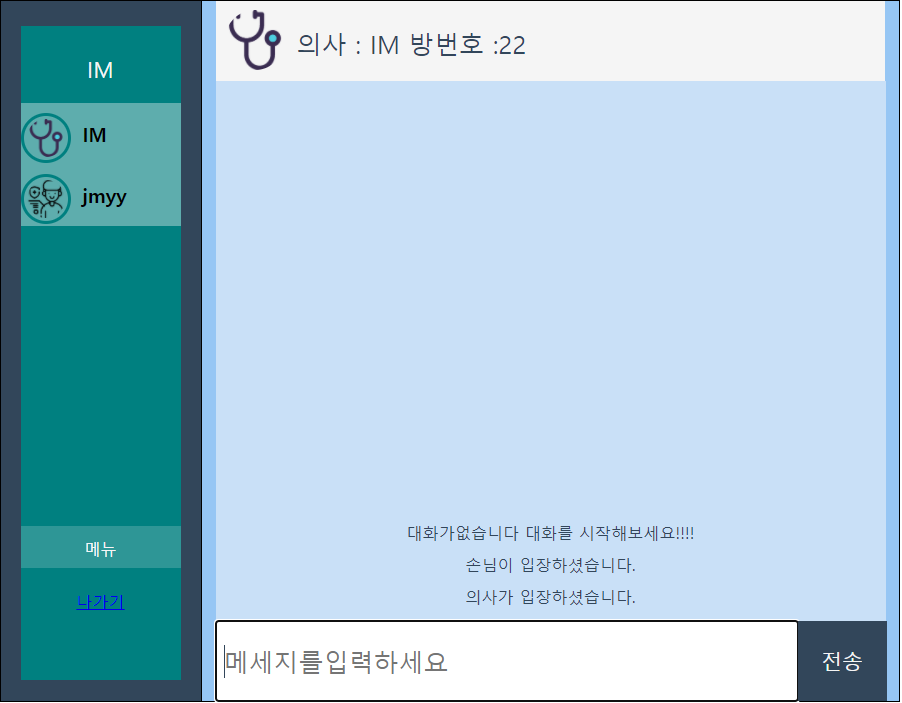 IM
IM
jmyy
메뉴
나가기
의사 : IM 방번호 :22
대화가없습니다 대화를 시작해보세요!!!!
손님이 입장하셨습니다.
의사가 입장하셨습니다.
메세지를입력하세요
전송